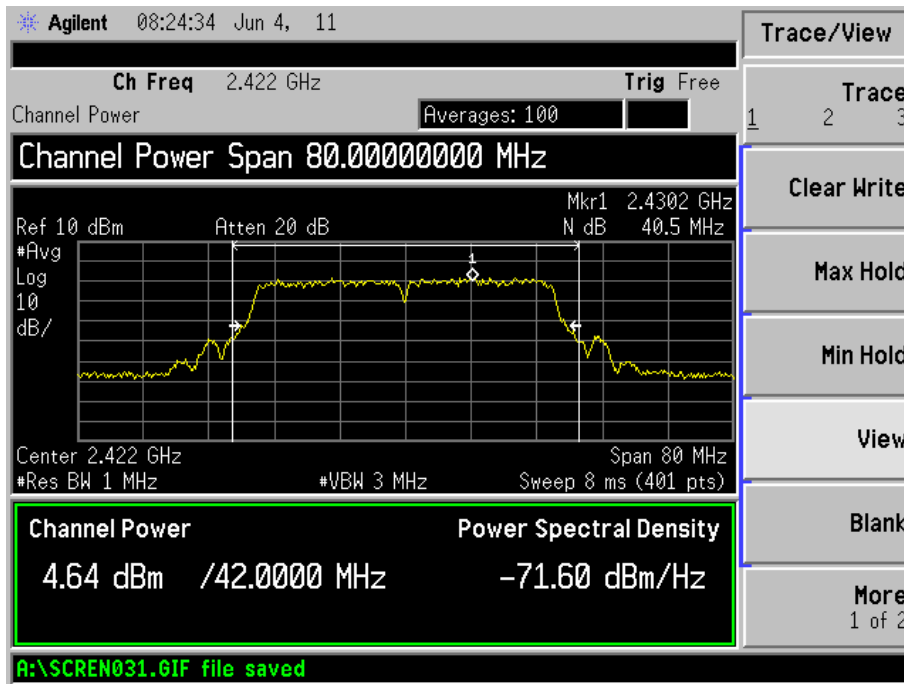 Agilent 08:24:34 Jun 4, 11
Trace/View
Ch Freq 2.422 GHz Trig Free
Channel Power Averages: 100
Channel Power Span 80.00000000 MHz
Mkr1 2.4302 GHz
Ref 10 dBm Atten 20 dB N dB 40.5 MHz
#Avg
Log
10
dB/
1
Center 2.422 GHz Span 80 MHz
#Res BW 1 MHz #VBW 3 MHz Sweep 8 ms (401 pts)
Channel Power Power Spectral Density
4.64 dBm /42.0000 MHz -71.60 dBm/Hz
A:\SCREN031.GIF file saved
Trace
1 2 3
Clear Write
Max Hold
Min Hold
View
Blank
More
1 of 2